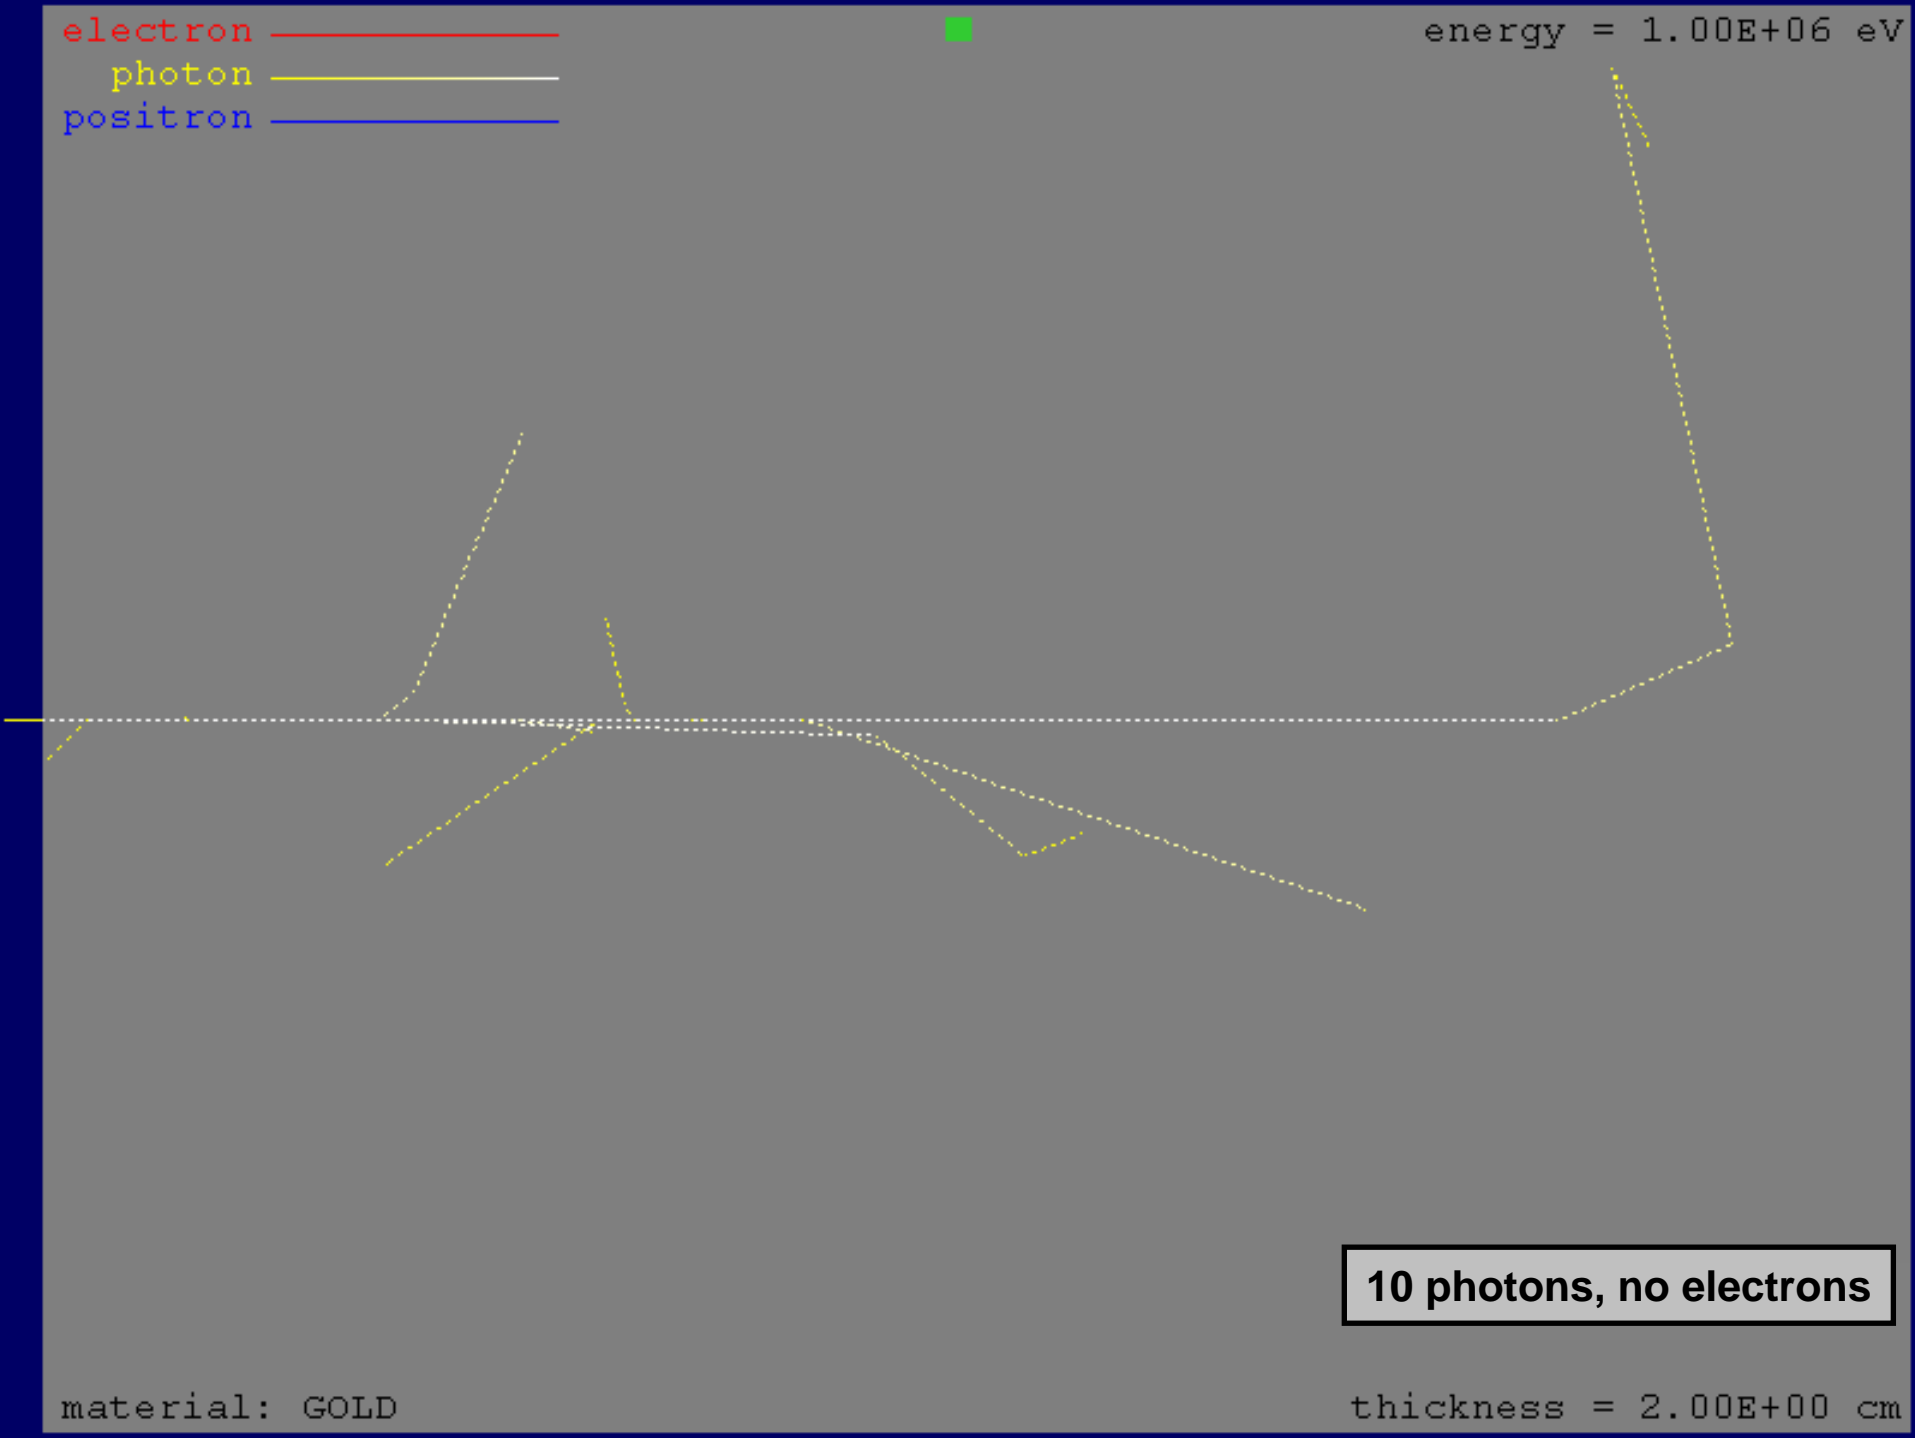 electron
energy = 1.00E+06 eV
photon
positron
10 photons, no electrons
material: GOLD
thickness = 2.00E+00 cm